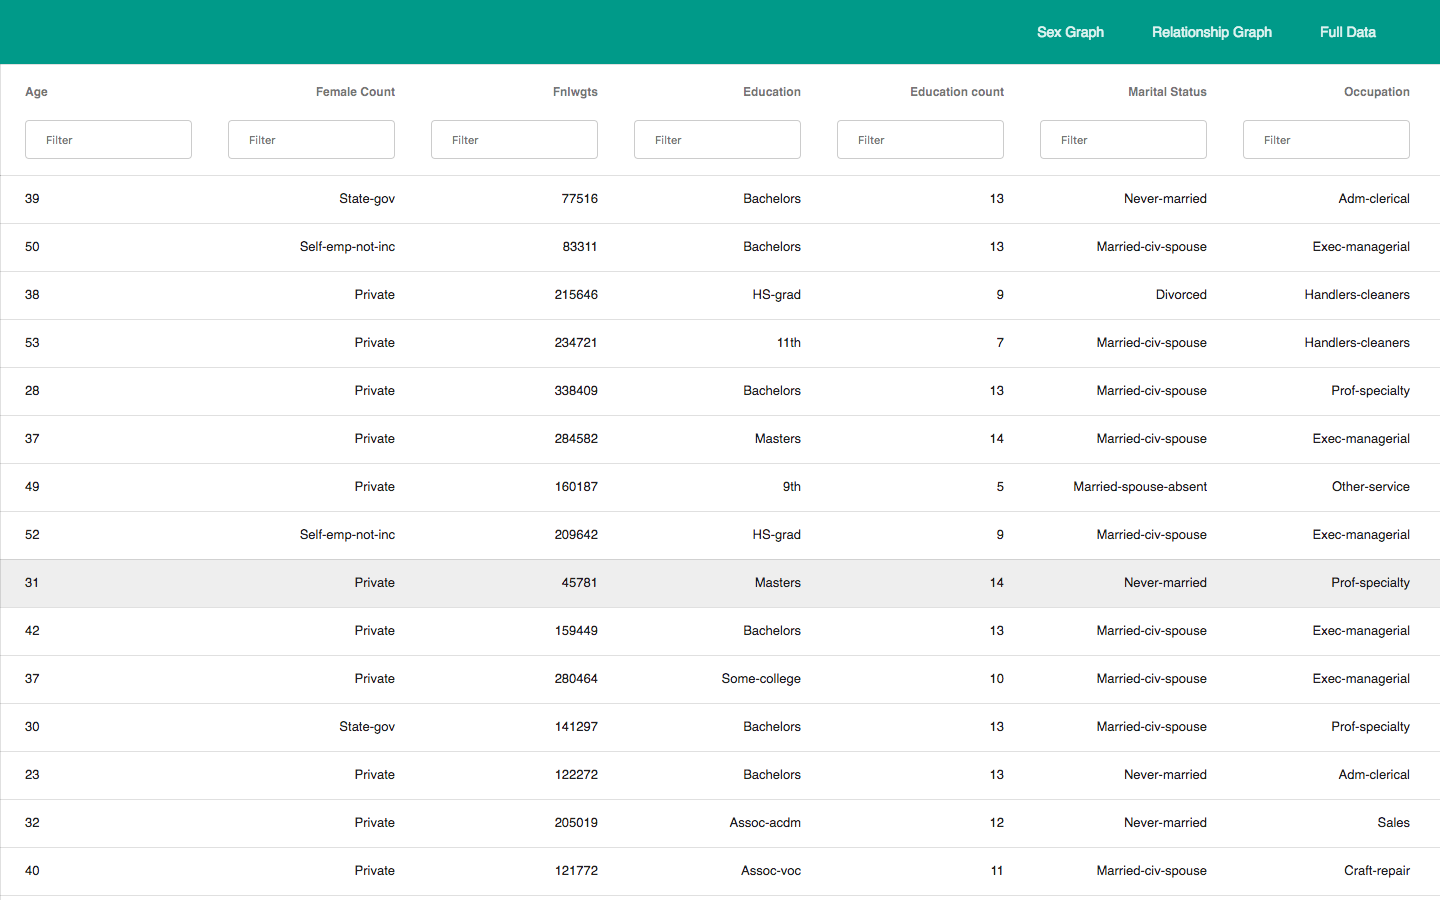 Sex Graph Relationship Graph Full Data
Age Female Count Fnlwgts Education Education count Marital Status Occupation
Filter Filter Filter Filter Filter Filter Filter
39 State-gov 77516 Bachelors 13 Never-married Adm-clerical
50 Self-emp-not-inc 83311 Bachelors 13 Married-civ-spouse Exec-managerial
38 Private 215646 HS-grad 9 Divorced Handlers-cleaners
53 Private 234721 11th 7 Married-civ-spouse Handlers-cleaners
28 Private 338409 Bachelors 13 Married-civ-spouse Prof-specialty
37 Private 284582 Masters 14 Married-civ-spouse Exec-managerial
49 Private 160187 9th 5 Married-spouse-absent Other-service
52 Self-emp-not-inc 209642 HS-grad 9 Married-civ-spouse Exec-managerial
31 Private 45781 Masters 14 Never-married Prof-specialty
42 Private 159449 Bachelors 13 Married-civ-spouse Exec-managerial
37 Private 280464 Some-college 10 Married-civ-spouse Exec-managerial
30 State-gov 141297 Bachelors 13 Married-civ-spouse Prof-specialty
23 Private 122272 Bachelors 13 Never-married Adm-clerical
32 Private 205019 Assoc-acdm 12 Never-married Sales
40 Private 121772 Assoc-voc 11 Married-civ-spouse Craft-repair